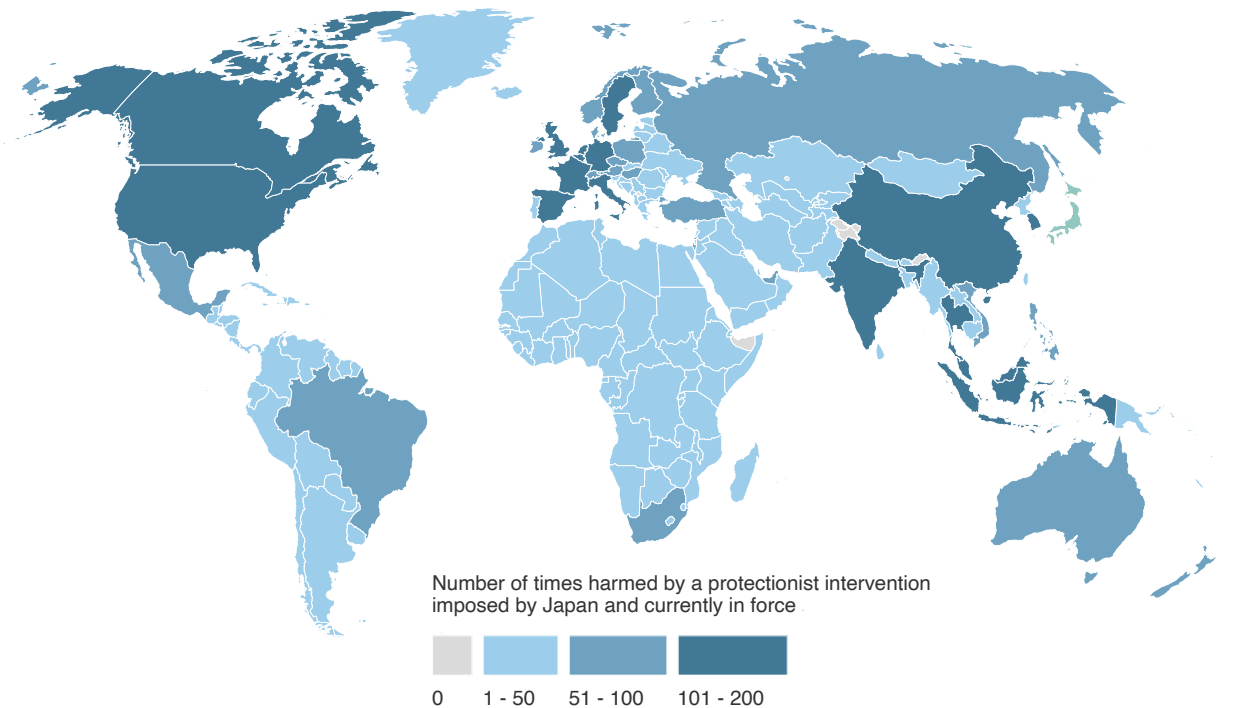 Number of times harmed by a protectionist intervention
imposed by Japan and currently in force
0
1 - 50
51 - 100
101 - 200